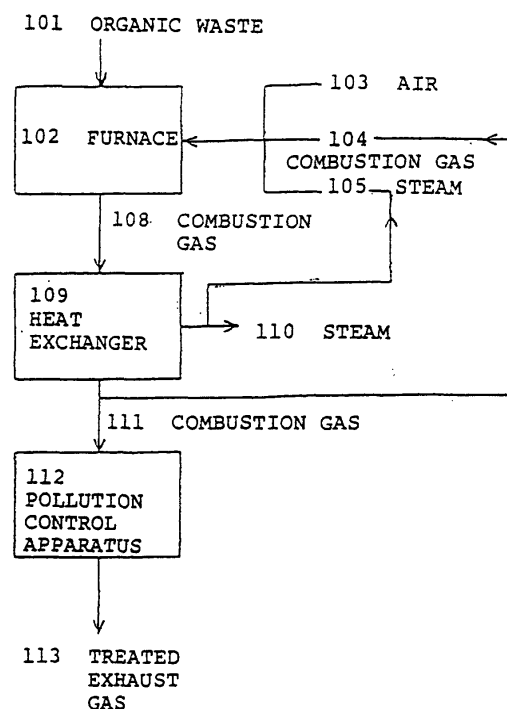 101 ORGANIC WASTE
102 FURNACE
103 AIR
104
COMBUSTION GAS
105 STEAM
108 COMBUSTION
GAS
109
HEAT
EXCHANGER
110 STEAM
111 COMBUSTION GAS
112
POLLUTION
CONTROL
APPARATUS
113 TREATED
EXHAUST
GAS